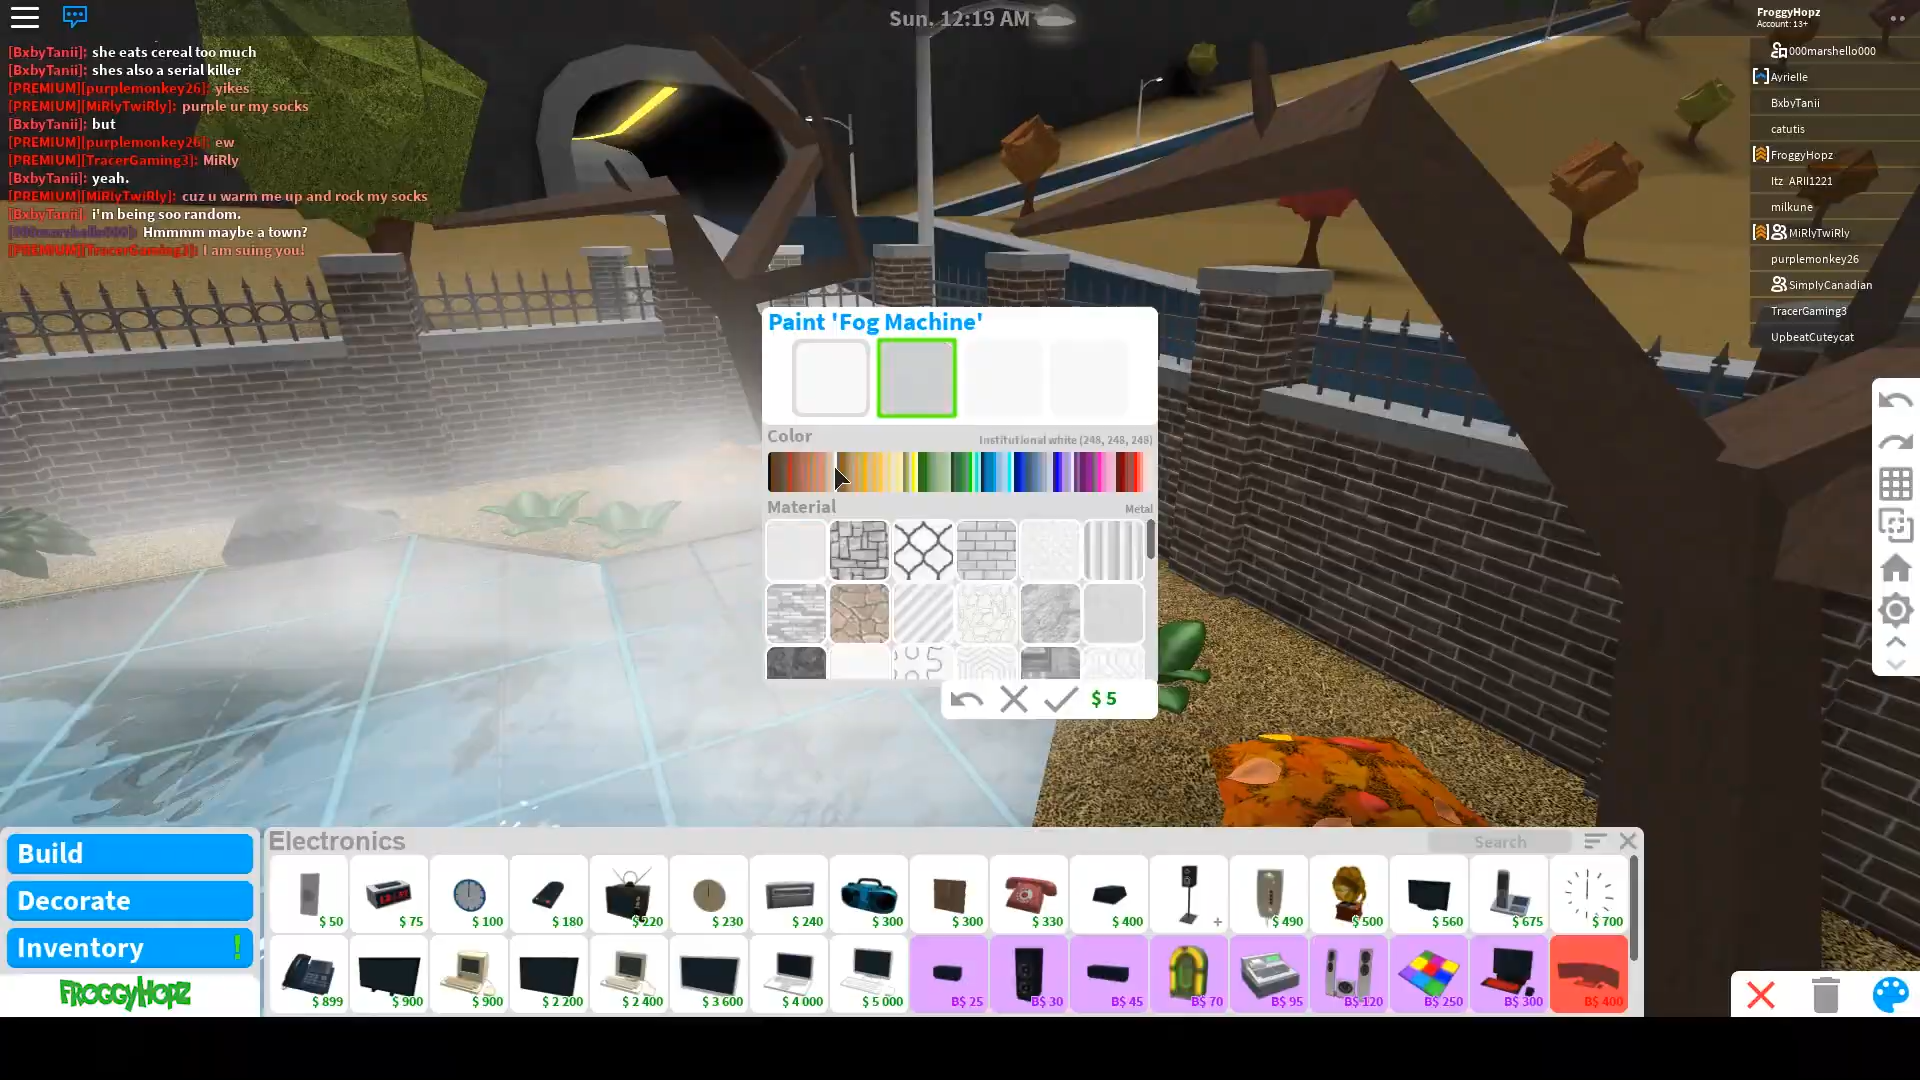 Sun. 12:19 AM
FroggyHopz
Account: 13+
[BxbyTanii]: she eats cereal too much
[BxbyTanii]: shes also a serial killer
[PREMIUM][purplemonkey26]: yikes
[PREMIUM][MiRlyTwiRly]: purple ur my socks
[BxbyTanii]: but
[PREMIUM][purplemonkey26]: ew
[PREMIUM][TracerGaming3]: MiRly
[BxbyTanii]: yeah.
[PREMIUM][MiRlyTwiRly]: cuz u warm me up and rock my socks
[BxbyTanii]: i'm being soo random.
[000marshello000]: Hmmmm maybe a town?
[PREMIUM][TracerGaming3]: I am suing you!
000marshello000
Ayrielle
BxbyTanii
catutis
FroggyHopz
Itz_ARII1221
milkune
MiRlyTwiRly
purplemonkey26
SimplyCanadian
TracerGaming3
UpbeatCuteycat
Paint 'Fog Machine'
Color
Institutional white (248, 248, 248)
Material
Metal
$ 5
Build
Decorate
Inventory !
FROGGYHOPZ
Electronics
Search
$ 50 $ 75 $ 100 $ 180 $ 220 $ 230 $ 240 $ 300 $ 300 $ 330 $ 400 + $ 490 $ 500 $ 560 $ 675 $ 700
$ 899 $ 900 $ 900 $ 2 200 $ 2 400 $ 3 600 $ 4 000 $ 5 000 B$ 25 B$ 30 B$ 45 B$ 70 B$ 95 B$ 120 B$ 250 B$ 300 B$ 400